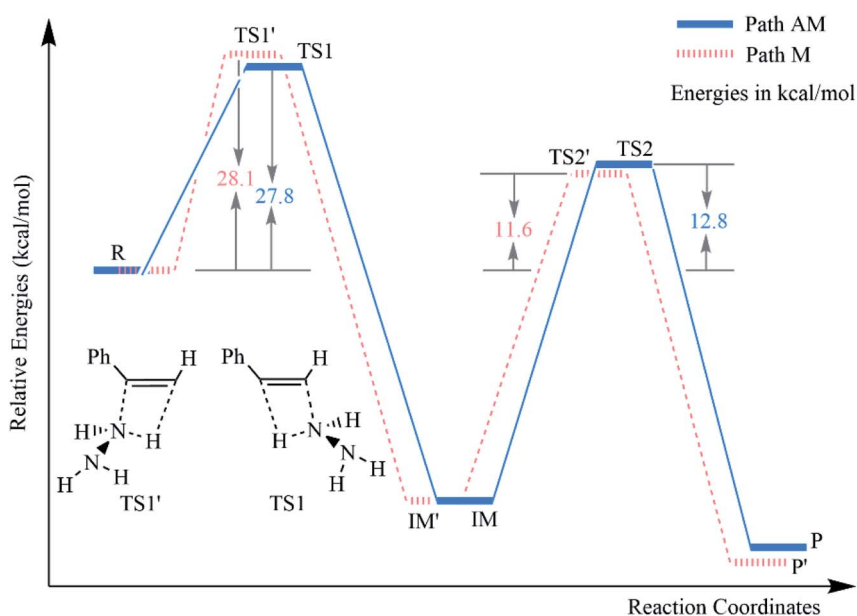 Path AM
Path M
Energies in kcal/mol
TS1'
TS1
TS2'
TS2
28.1
27.8
11.6
12.8
R
Relative Energies (kcal/mol)
Ph
H
H
N
H
N
H
H
TS1'
Ph
H
H
N
H
N
H
H
TS1
IM'
IM
P
P'
Reaction Coordinates